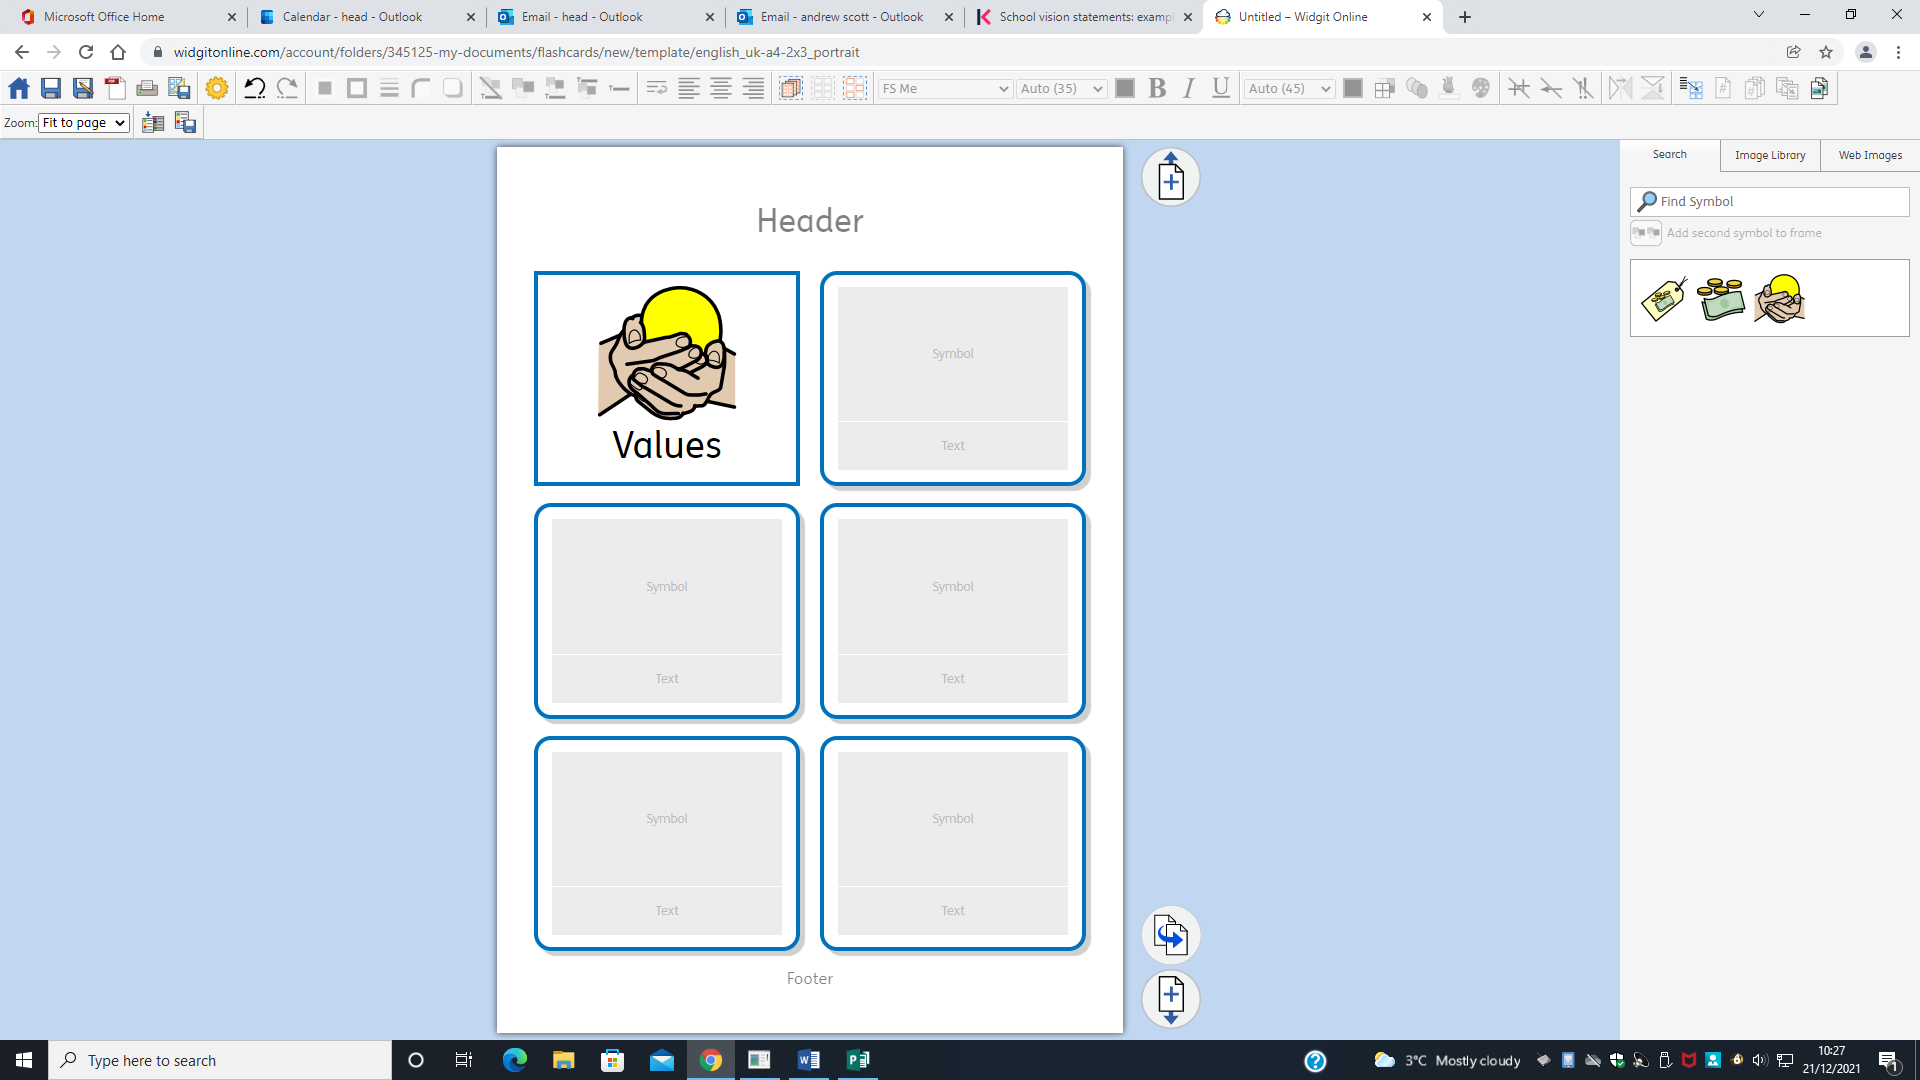 Microsoft Office Home
Calendar - head - Outlook
Email - head - Outlook
Email - andrew scott - Outlook
School vision statements: exampl
Untitled – Widgit Online
widgitonline.com/account/folders/345125-my-documents/flashcards/new/template/english_uk-a4-2x3_portrait
FS Me
Auto (35)
B I U
Auto (45)
Zoom: Fit to page
Search
Image Library
Web Images
Find Symbol
Add second symbol to frame
Header
Values
Symbol
Text
Symbol
Text
Symbol
Text
Symbol
Text
Symbol
Text
Footer
Type here to search
3°C Mostly cloudy
10:27
21/12/2021
1